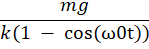 mg
k(1 − cos(ω0t))